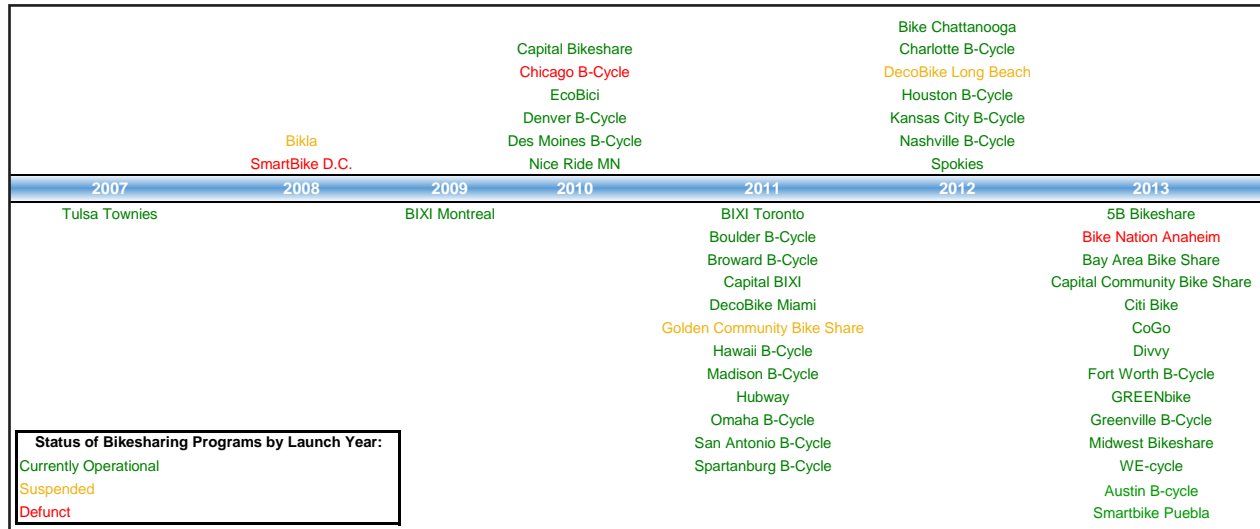 Bike Chattanooga
Capital Bikeshare Charlotte B-Cycle
Chicago B-Cycle DecoBike Long Beach
EcoBici Houston B-Cycle
Denver B-Cycle Kansas City B-Cycle
Bikla Des Moines B-Cycle Nashville B-Cycle
SmartBike D.C. Nice Ride MN Spokies
2007 2008 2009 2010 2011 2012 2013
Tulsa Townies BIXI Montreal BIXI Toronto 5B Bikeshare
Boulder B-Cycle Bike Nation Anaheim
Broward B-Cycle Bay Area Bike Share
Capital BIXI Capital Community Bike Share
DecoBike Miami Citi Bike
Golden Community Bike Share CoGo
Hawaii B-Cycle Divvy
Madison B-Cycle Fort Worth B-Cycle
Hubway GREENbike
Omaha B-Cycle Greenville B-Cycle
Status of Bikesharing Programs by Launch Year: San Antonio B-Cycle Midwest Bikeshare
Currently Operational Spartanburg B-Cycle WE-cycle
Suspended Austin B-cycle
Defunct Smartbike Puebla